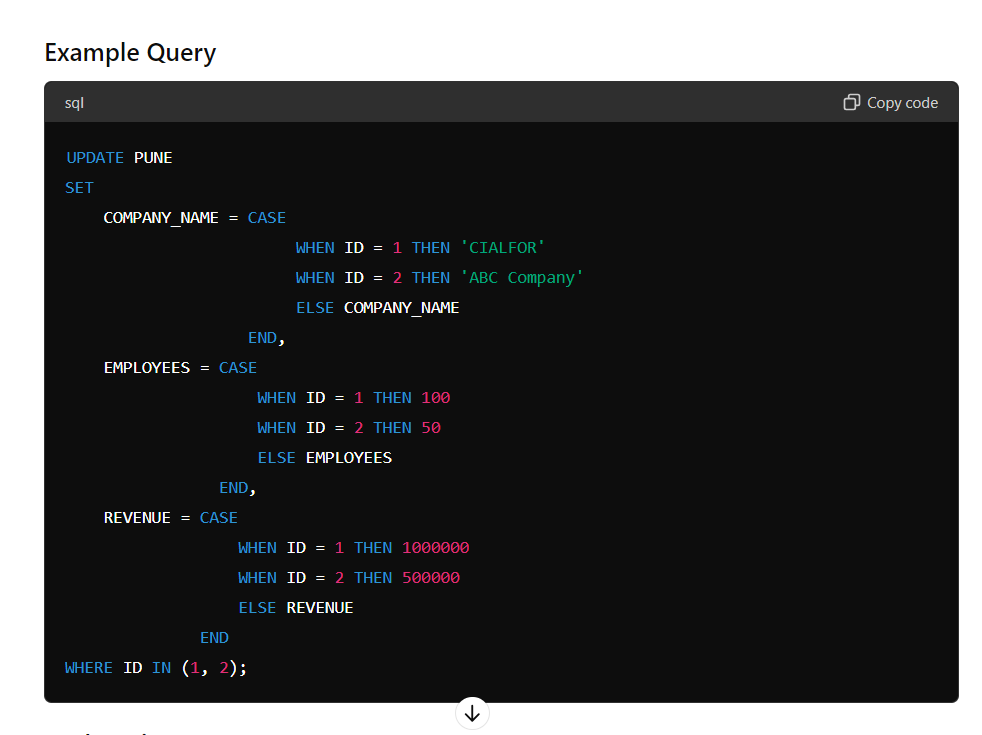 Example Query
sql
Copy code
UPDATE PUNE
SET
    COMPANY_NAME = CASE
                        WHEN ID = 1 THEN 'CIALFOR'
                        WHEN ID = 2 THEN 'ABC Company'
                        ELSE COMPANY_NAME
                   END,
    EMPLOYEES = CASE
                    WHEN ID = 1 THEN 100
                    WHEN ID = 2 THEN 50
                    ELSE EMPLOYEES
                END,
    REVENUE = CASE
                  WHEN ID = 1 THEN 1000000
                  WHEN ID = 2 THEN 500000
                  ELSE REVENUE
              END
WHERE ID IN (1, 2);